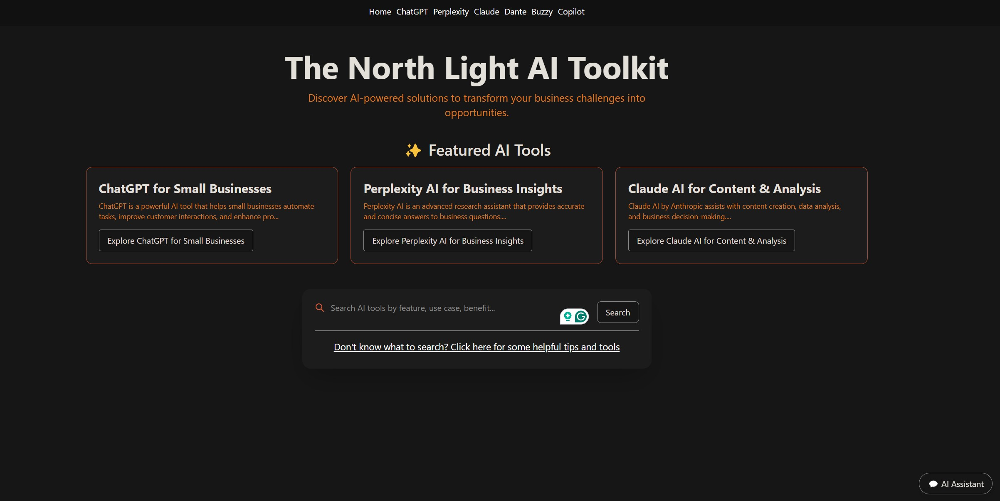 Home ChatGPT Perplexity Claude Dante Buzzy Copilot
The North Light AI Toolkit
Discover AI-powered solutions to transform your business challenges into
opportunities.
✨ Featured AI Tools
ChatGPT for Small Businesses
ChatGPT is a powerful AI tool that helps small businesses automate
tasks, improve customer interactions, and enhance pro...
Explore ChatGPT for Small Businesses
Perplexity AI for Business Insights
Perplexity AI is an advanced research assistant that provides accurate
and concise answers to business questions....
Explore Perplexity AI for Business Insights
Claude AI for Content & Analysis
Claude AI by Anthropic assists with content creation, data analysis,
and business decision-making....
Explore Claude AI for Content & Analysis
Search AI tools by feature, use case, benefit...
Search
Don't know what to search? Click here for some helpful tips and tools
AI Assistant